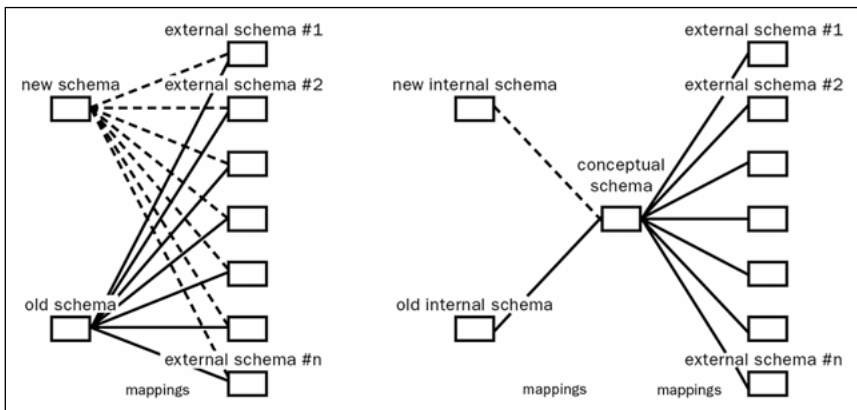 external schema #1
new schema
external schema #2
old schema
external schema #n
mappings
external schema #1
new internal schema
external schema #2
conceptual
schema
old internal schema
external schema #n
mappings
mappings